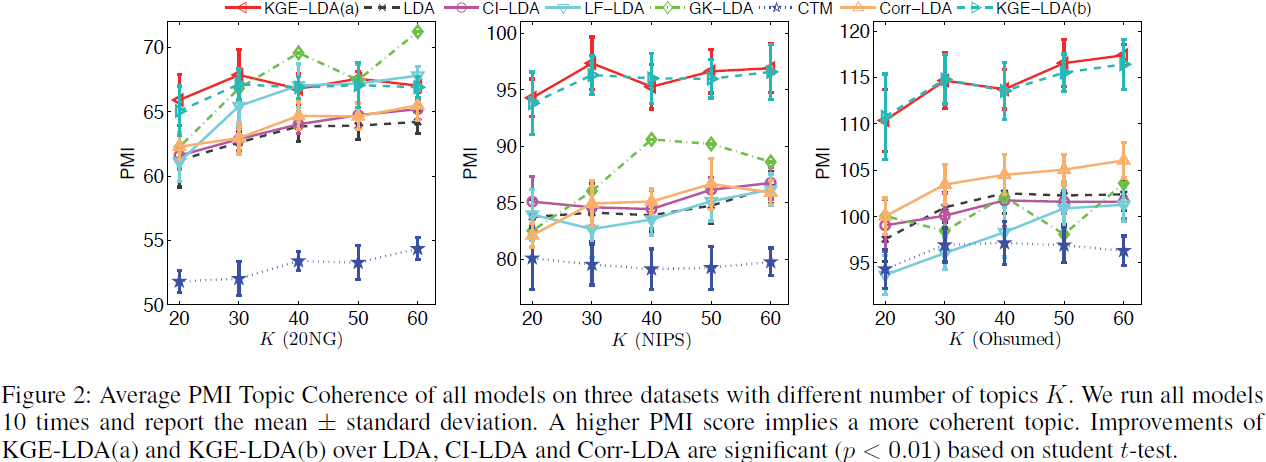 KGE-LDA(a) LDA CI-LDA LF-LDA GK-LDA CTM Corr-LDA KGE-LDA(b)
PMI
70
65
60
55
50
20 30 40 50 60
K (20NG)
PMI
100
95
90
85
80
20 30 40 50 60
K (NIPS)
PMI
120
115
110
105
100
95
20 30 40 50 60
K (Ohsumed)
Figure 2: Average PMI Topic Coherence of all models on three datasets with different number of topics K. We run all models
10 times and report the mean ± standard deviation. A higher PMI score implies a more coherent topic. Improvements of
KGE-LDA(a) and KGE-LDA(b) over LDA, CI-LDA and Corr-LDA are significant (p < 0.01) based on student t-test.